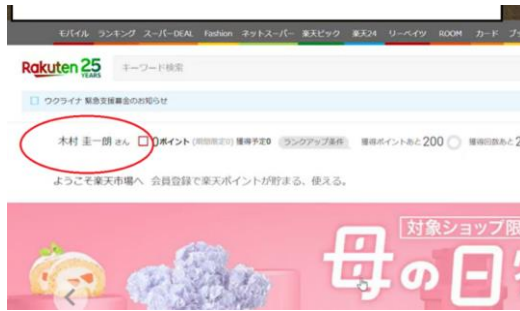 モバイル ランキング スーパーDEAL Fashion ネットスーパー 楽天ビック 楽天24 リーベイツ ROOM カード
Rakuten 25
YEARS
キーワード検索
ウクライナ 緊急支援募金のお知らせ
木村 圭一朗 さん 0ポイント (期間限定0) 獲得予定0 ランクアップ条件 獲得ポイントあと 200 獲得回数あと 2
ようこそ楽天市場へ 会員登録で楽天ポイントが貯まる、使える。
対象ショップ限
母の日